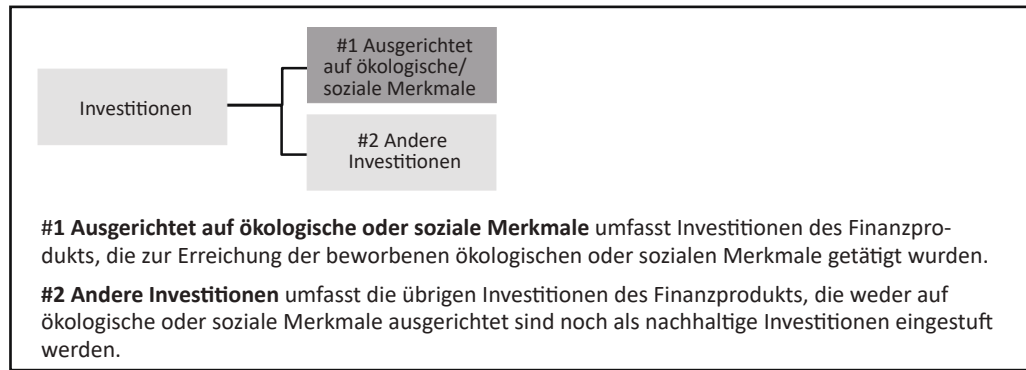 #1 Ausgerichtet
auf ökologische/
soziale Merkmale
Investitionen
#2 Andere
Investitionen
#1 Ausgerichtet auf ökologische oder soziale Merkmale umfasst Investitionen des Finanzpro-
dukts, die zur Erreichung der beworbenen ökologischen oder sozialen Merkmale getätigt wurden.
#2 Andere Investitionen umfasst die übrigen Investitionen des Finanzprodukts, die weder auf
ökologische oder soziale Merkmale ausgerichtet sind noch als nachhaltige Investitionen eingestuft
werden.